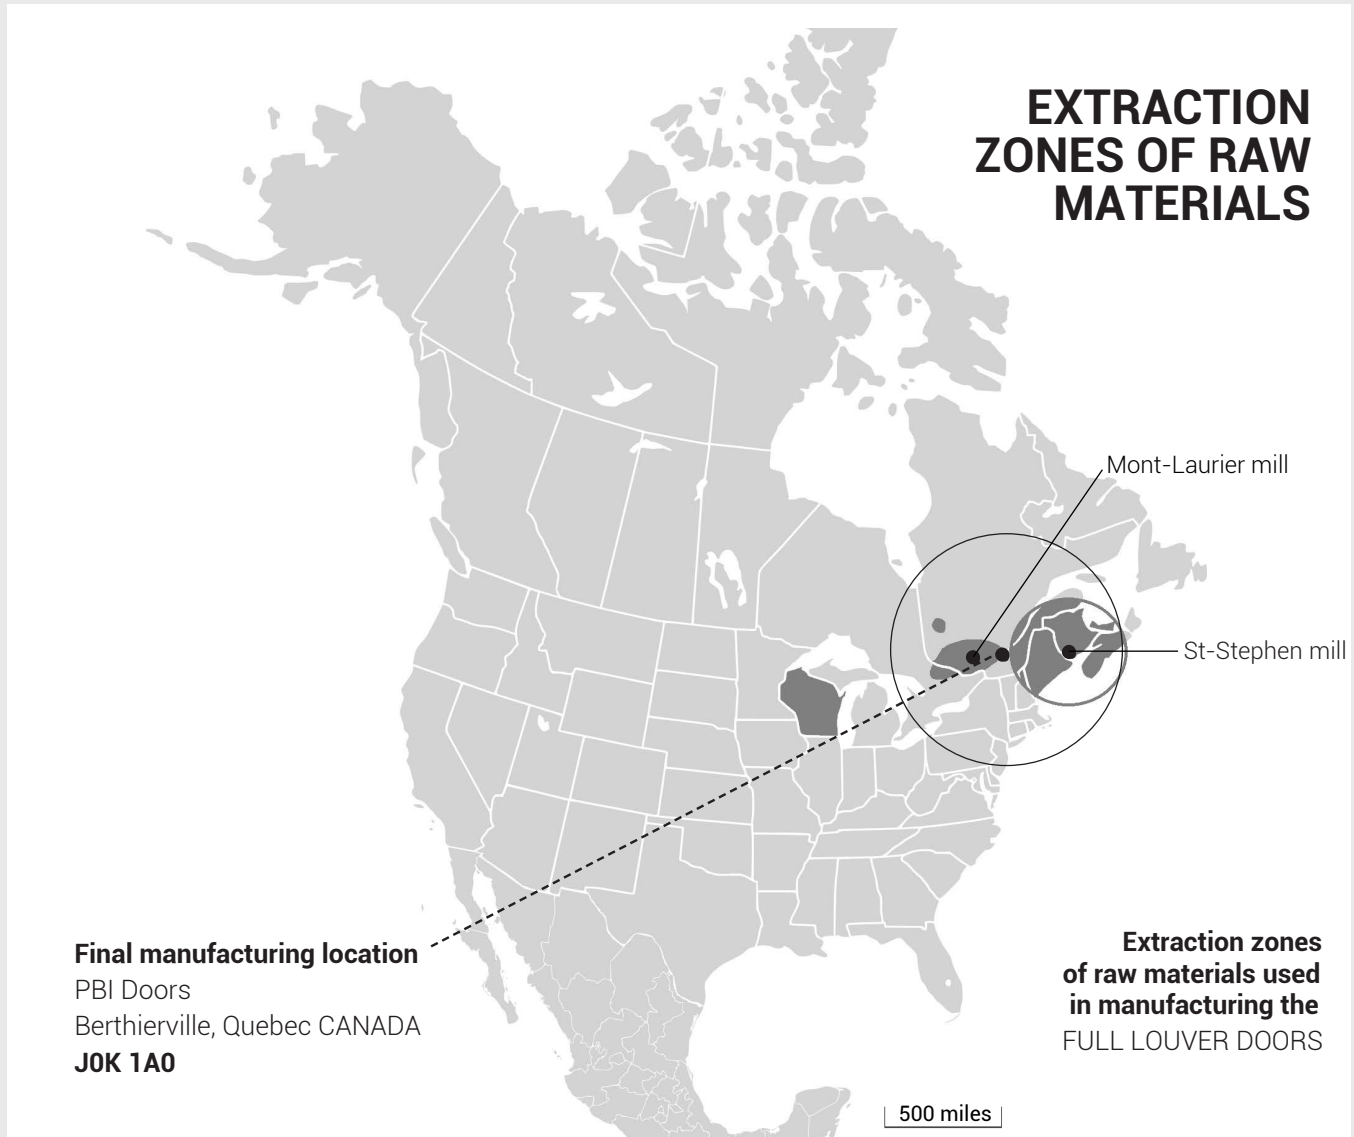 EXTRACTION
ZONES OF RAW
MATERIALS
Mont-Laurier mill
St-Stephen mill
Final manufacturing location
PBI Doors
Berthierville, Quebec CANADA
J0K 1A0
Extraction zones
of raw materials used
in manufacturing the
FULL LOUVER DOORS
500 miles